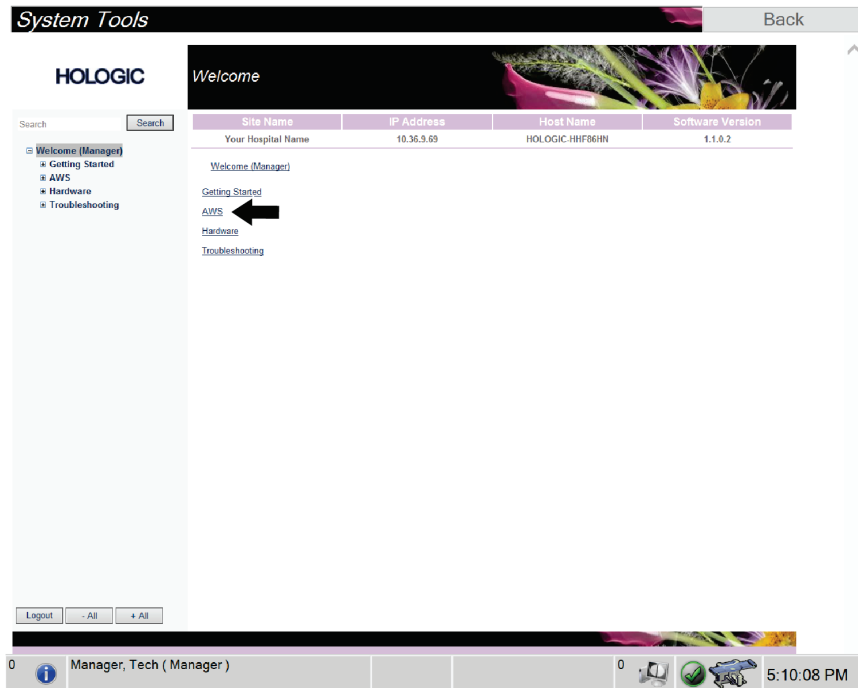 System Tools
Back
HOLOGIC
Welcome
Search
Search
Site Name
IP Address
Host Name
Software Version
Your Hospital Name
10.36.9.69
HOLOGIC-HHF86HN
1.1.0.2
Welcome (Manager)
Getting Started
AWS
Hardware
Troubleshooting
Welcome (Manager)
Getting Started
AWS
Hardware
Troubleshooting
Logout
- All
+ All
0
Manager, Tech ( Manager )
0
5:10:08 PM